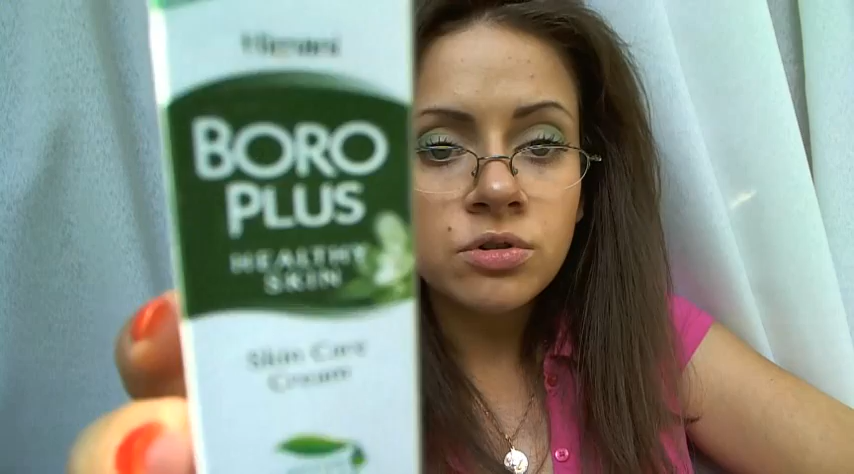 Himani
BORO
PLUS
HEALTHY
SKIN
Skin Care
Cream